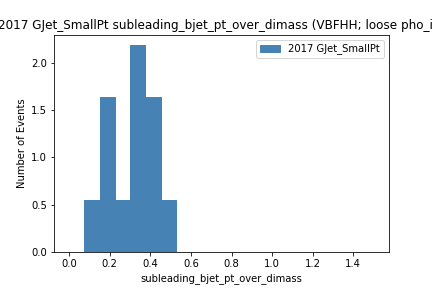 2017 GJet_SmallPt subleading_bjet_pt_over_dimass (VBFHH; loose pho_i
2017 GJet_SmallPt
2.0
1.5
1.0
0.5
0.0
Number of Events
0.0 0.2 0.4 0.6 0.8 1.0 1.2 1.4
subleading_bjet_pt_over_dimass